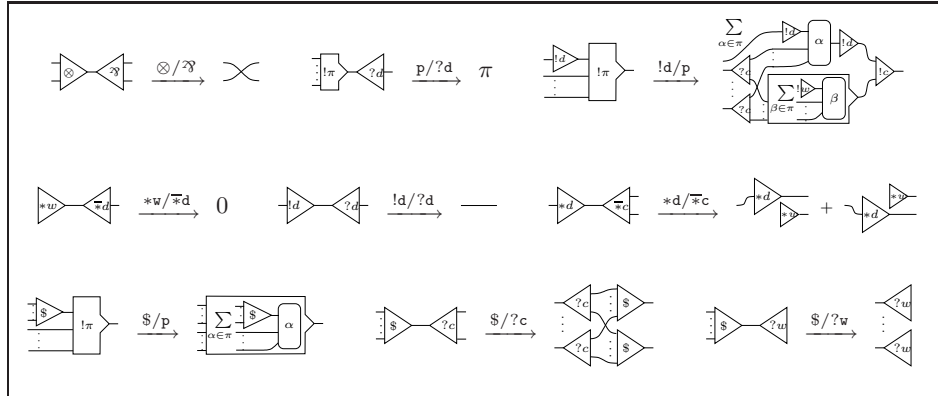 ⊗ ⅋ ⊗/⅋ !π ?d p/?d π !d !π !d/p ∑ α∈π !d α !d ?c ?c ∑ β∈π !w β !c
*w *̅d *w/*̅d 0 !d ?d !d/?d *d *̅c *d/*̅c *d *w + *d *w
$ !π $/p ∑ α∈π $ α $ ?c $/?c ?c ?c $ $ $ ?w $/?w ?w ?w